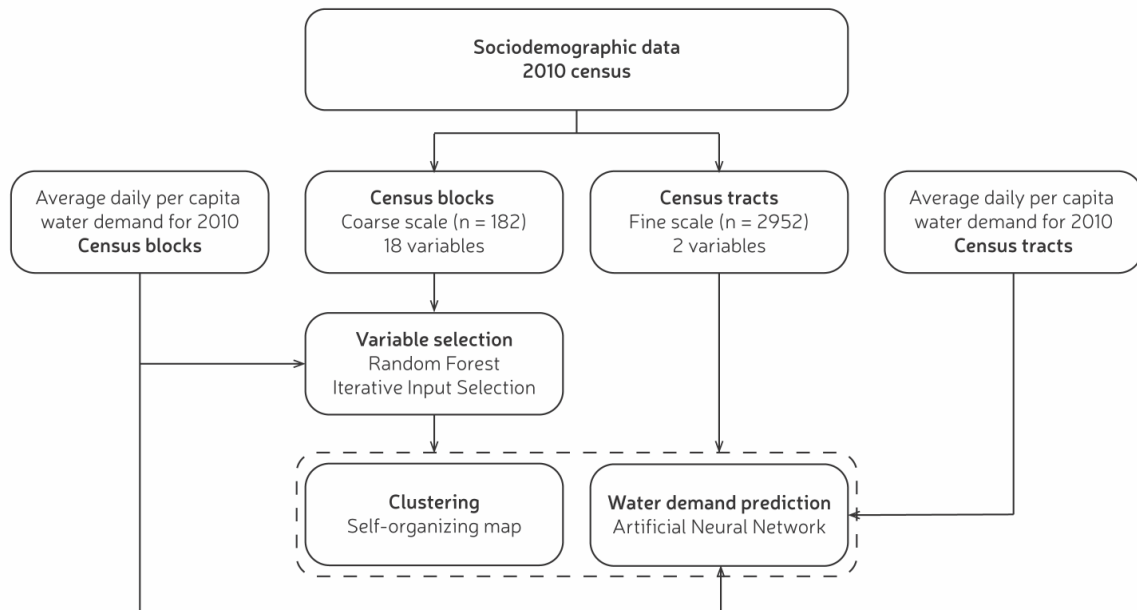 Sociodemographic data
2010 census
Average daily per capita
water demand for 2010
Census blocks
Census blocks
Coarse scale (n = 182)
18 variables
Census tracts
Fine scale (n = 2952)
2 variables
Average daily per capita
water demand for 2010
Census tracts
Variable selection
Random Forest
Iterative Input Selection
Clustering
Self-organizing map
Water demand prediction
Artificial Neural Network